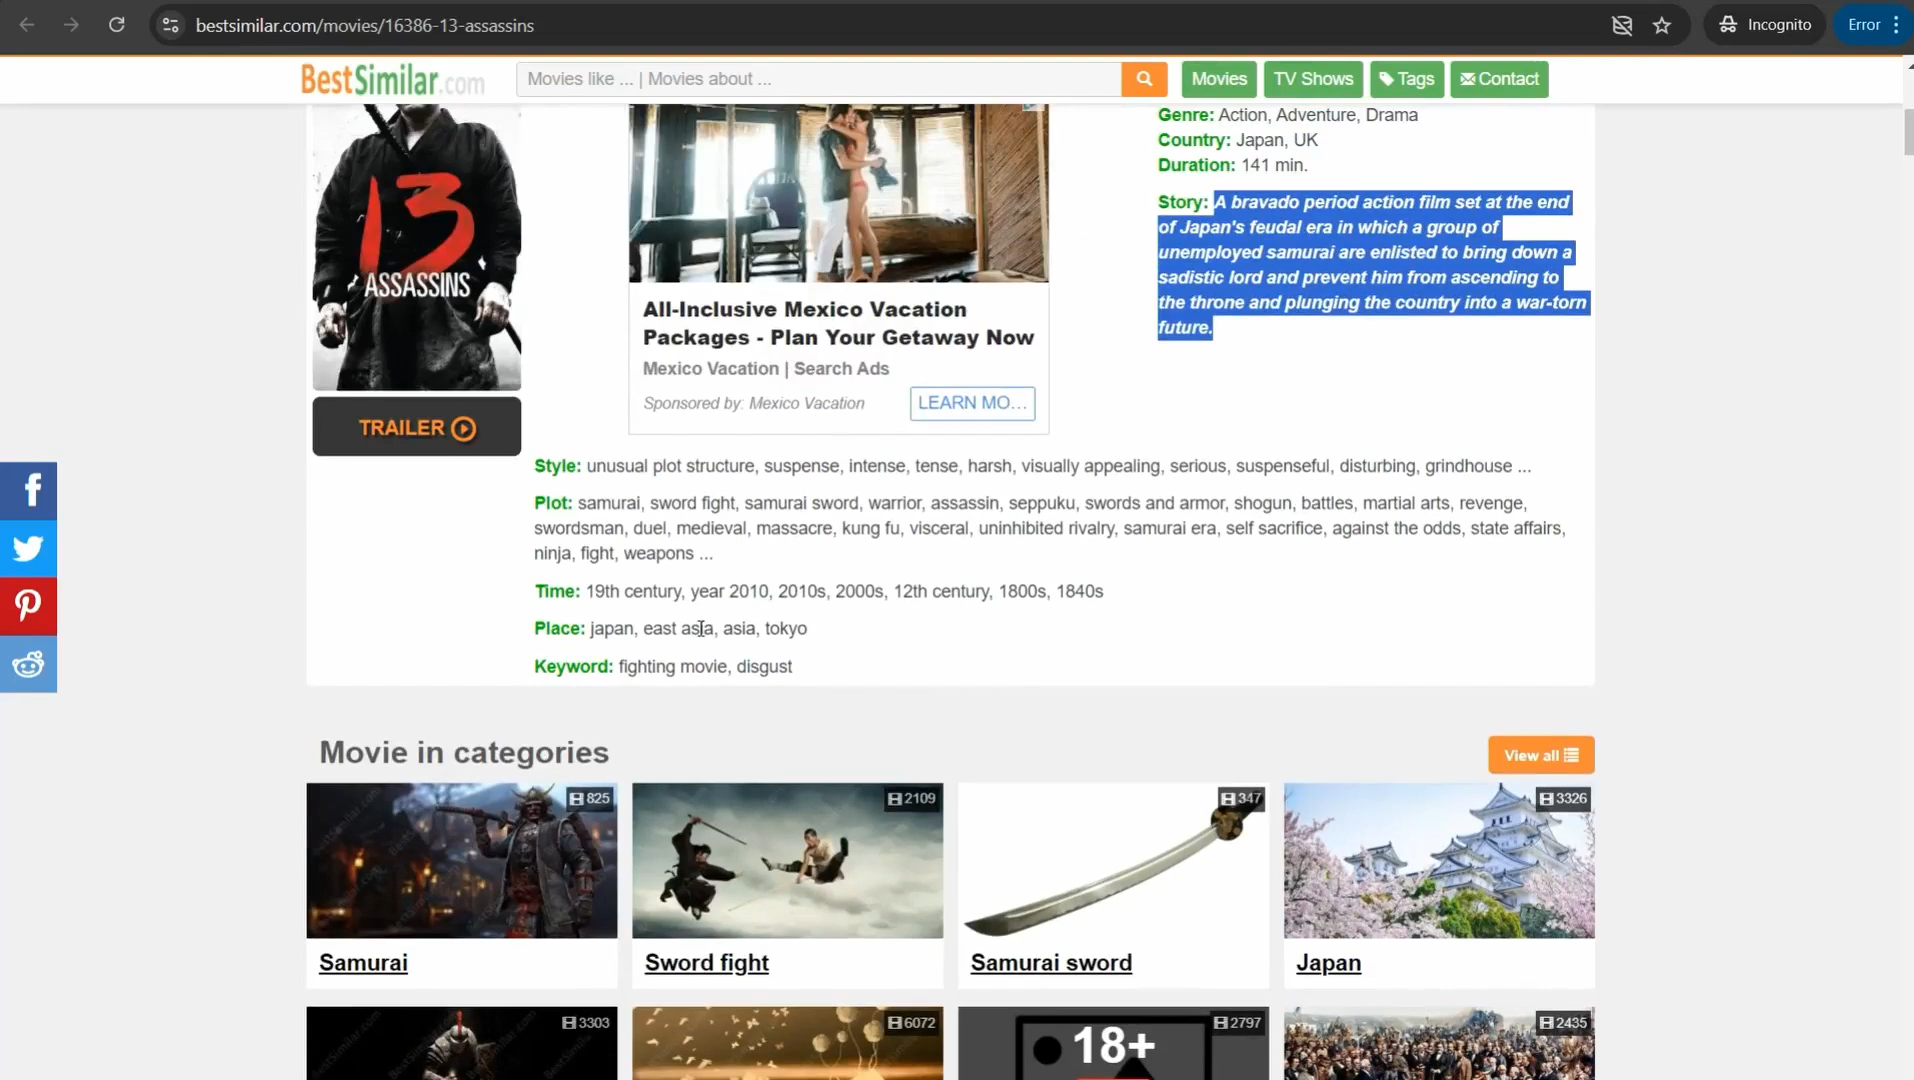 bestsimilar.com/movies/16386-13-assassins
Incognito
Error
BestSimilar.com
Movies like ... | Movies about ...
Movies
TV Shows
Tags
Contact
13
ASSASSINS
TRAILER
All-Inclusive Mexico Vacation
Packages - Plan Your Getaway Now
Mexico Vacation | Search Ads
Sponsored by: Mexico Vacation
LEARN MO...
Genre: Action, Adventure, Drama
Country: Japan, UK
Duration: 141 min.
Story: A bravado period action film set at the end
of Japan's feudal era in which a group of
unemployed samurai are enlisted to bring down a
sadistic lord and prevent him from ascending to
the throne and plunging the country into a war-torn
future.
Style: unusual plot structure, suspense, intense, tense, harsh, visually appealing, serious, suspenseful, disturbing, grindhouse ...
Plot: samurai, sword fight, samurai sword, warrior, assassin, seppuku, swords and armor, shogun, battles, martial arts, revenge,
swordsman, duel, medieval, massacre, kung fu, visceral, uninhibited rivalry, samurai era, self sacrifice, against the odds, state affairs,
ninja, fight, weapons ...
Time: 19th century, year 2010, 2010s, 2000s, 12th century, 1800s, 1840s
Place: japan, east asia, asia, tokyo
Keyword: fighting movie, disgust
Movie in categories
View all
825
2109
347
3326
Samurai
Sword fight
Samurai sword
Japan
3303
6072
2797
2435
18+